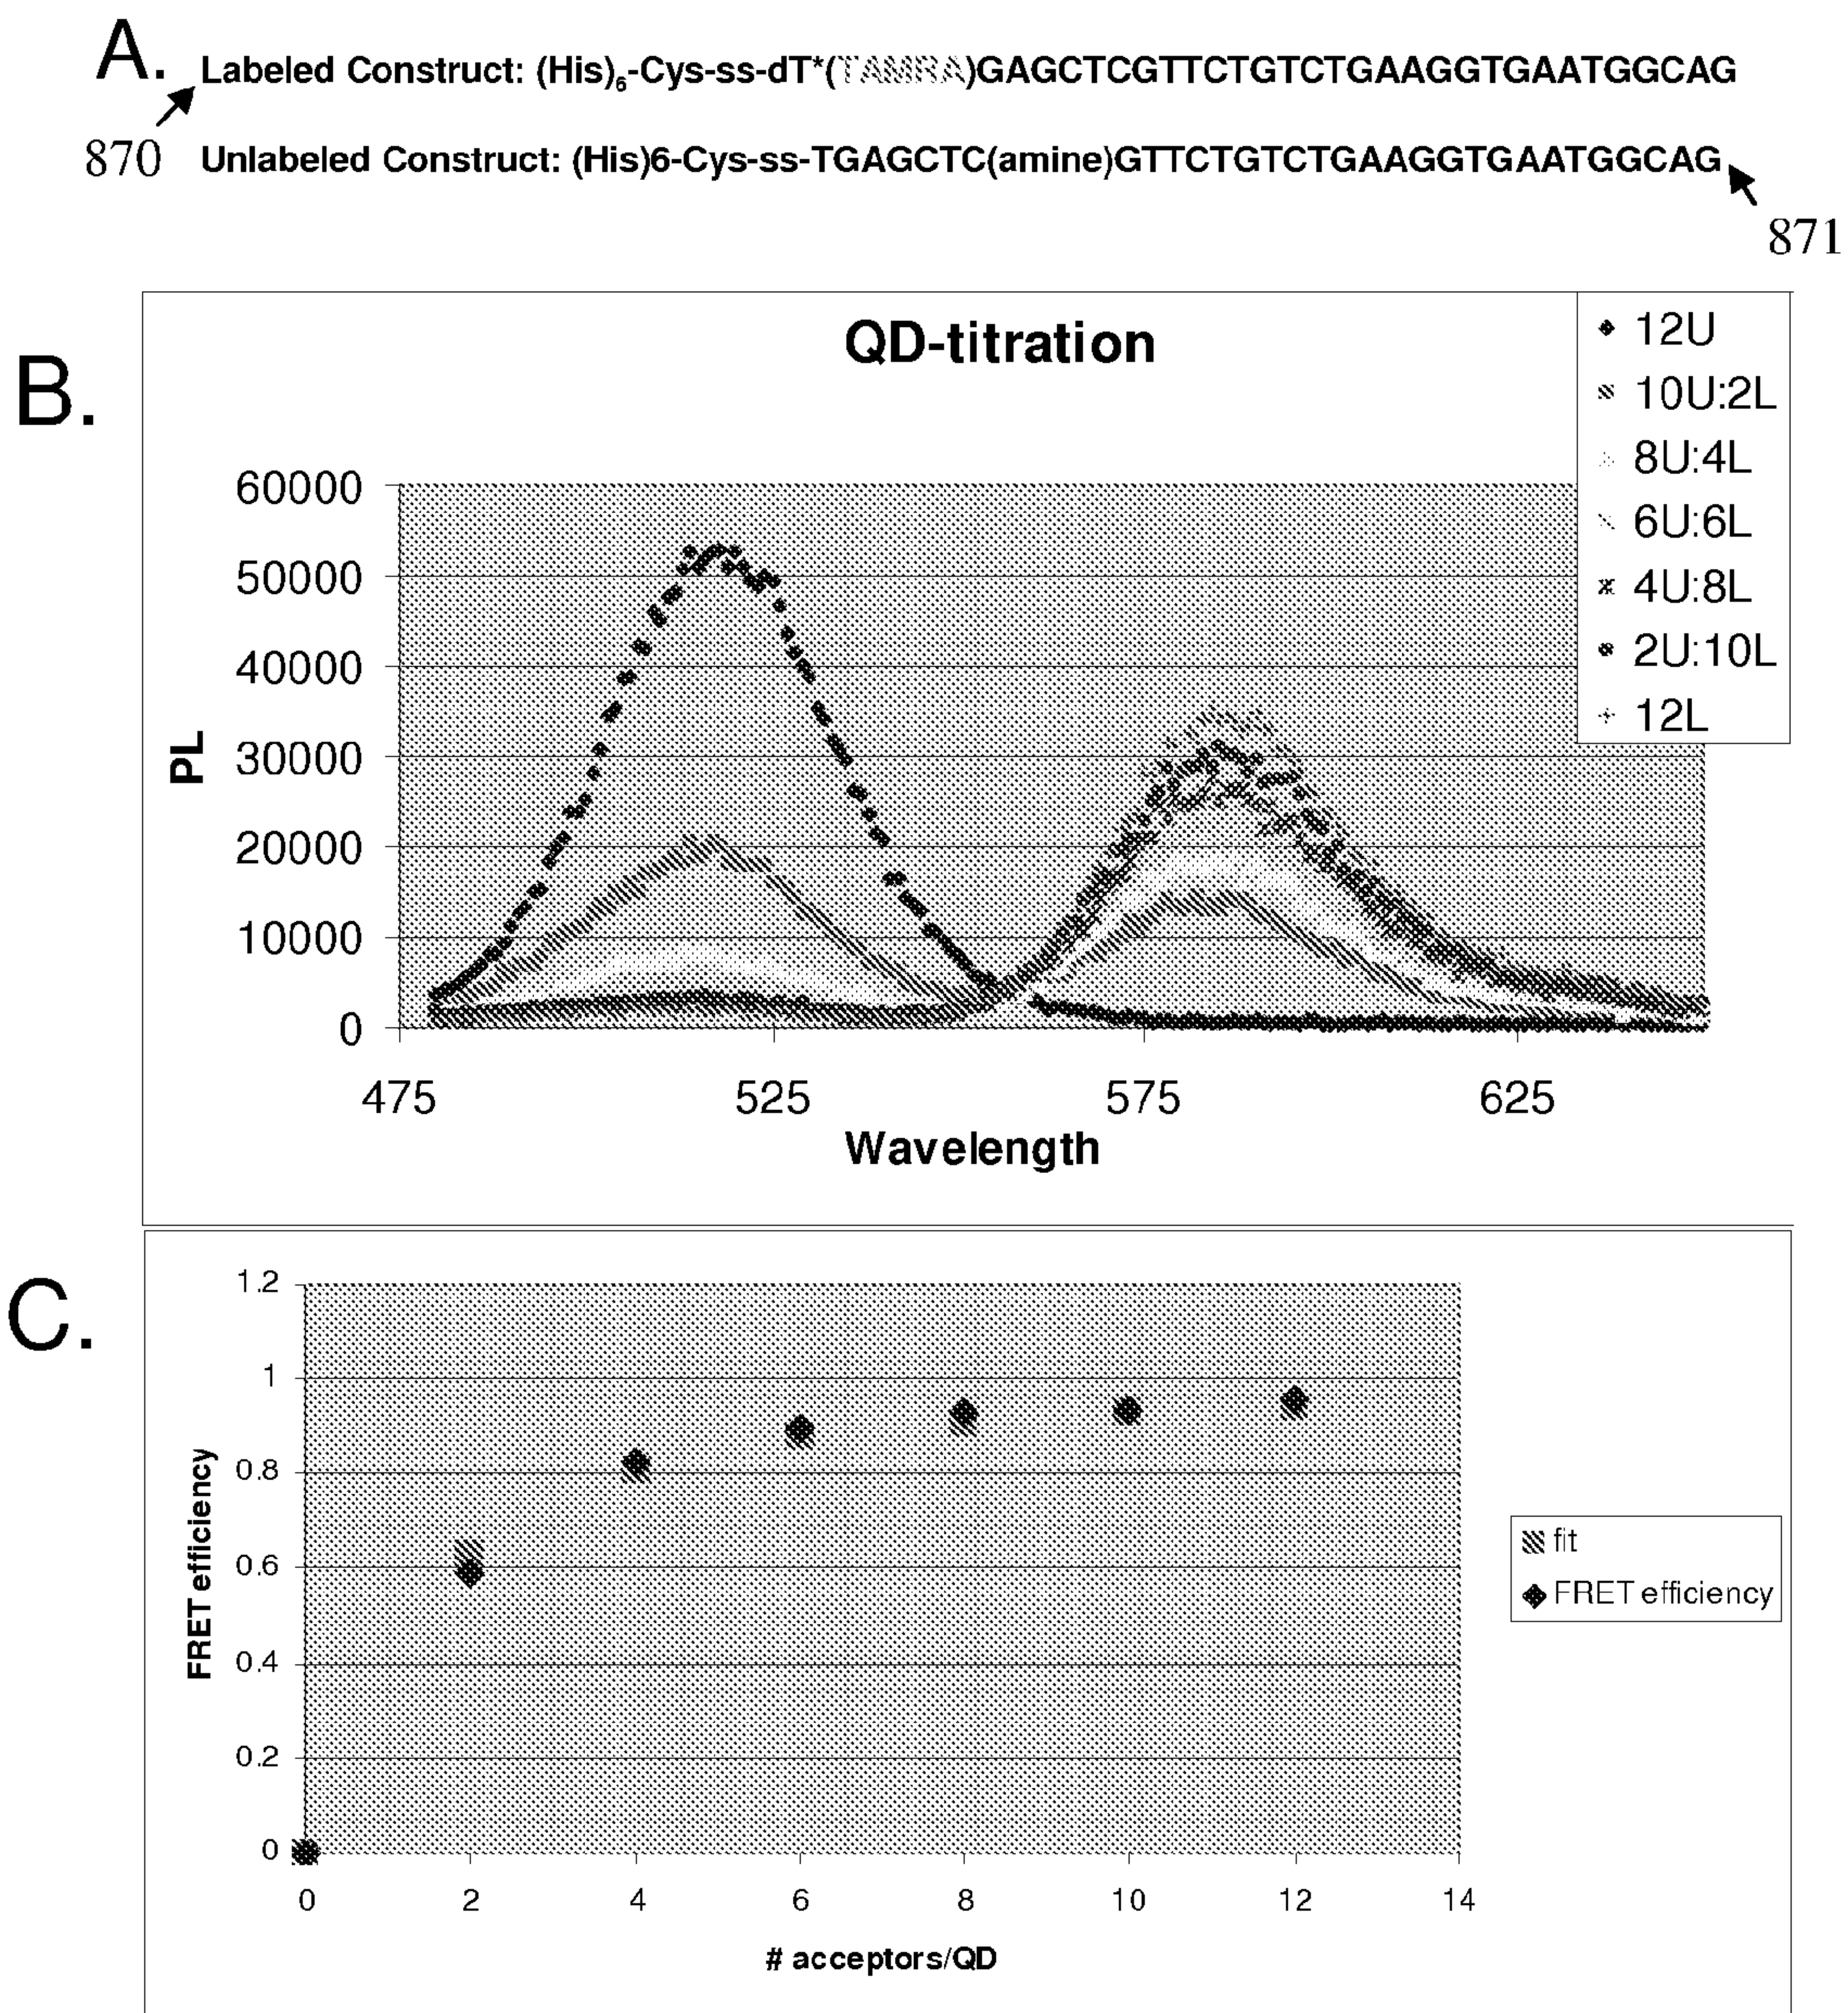 A.
Labeled Construct: (His)6-Cys-ss-dT*(TAMRA)GAGCTCGTTCTGTCTGAAGGTGAATGGCAG
870
Unlabeled Construct: (His)6-Cys-ss-TGAGCTC(amine)GTTCTGTCTGAAGGTGAATGGCAG
871
B.
QD-titration
12U
10U:2L
8U:4L
6U:6L
4U:8L
2U:10L
12L
60000
50000
40000
30000
20000
10000
0
PL
475 525 575 625
Wavelength
C.
1.2
1
0.8
0.6
0.4
0.2
0
FRET efficiency
0 2 4 6 8 10 12 14
# acceptors/QD
fit
FRET efficiency